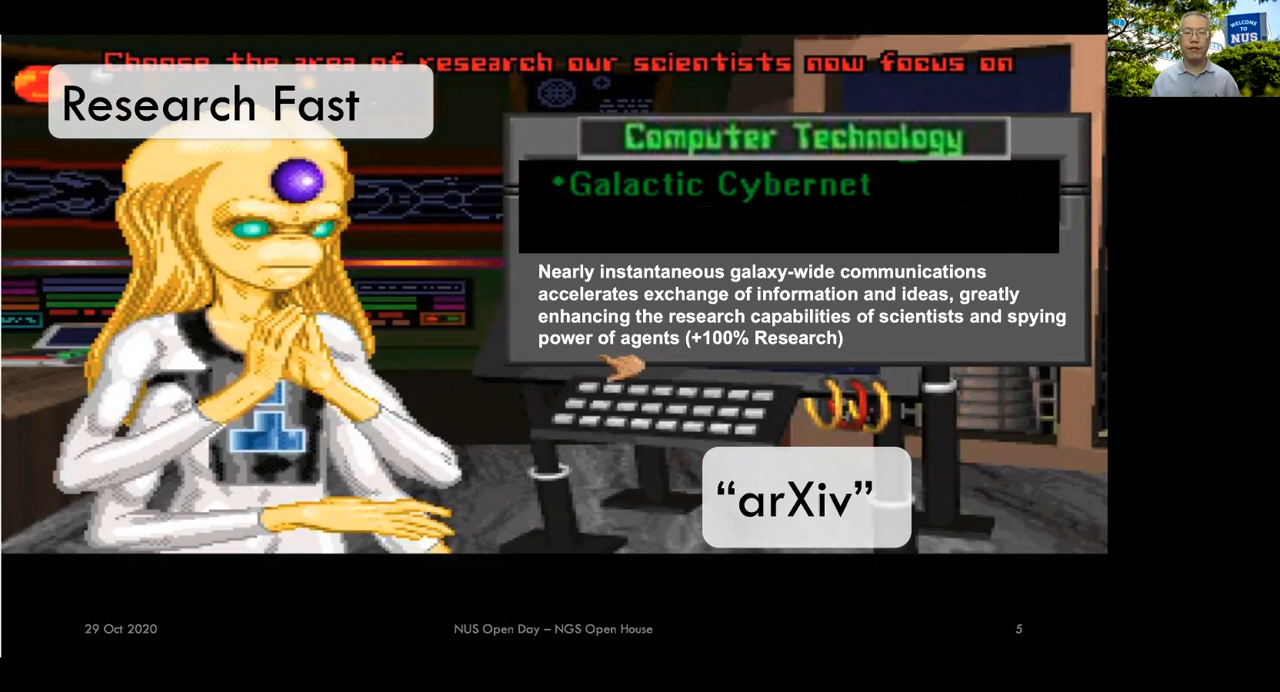 Choose the area of research our scientists now focus on
Research Fast
Computer Technology
•Galactic Cybernet
Nearly instantaneous galaxy-wide communications
accelerates exchange of information and ideas, greatly
enhancing the research capabilities of scientists and spying
power of agents (+100% Research)
“arXiv”
29 Oct 2020
NUS Open Day – NGS Open House
5
WELCOME
TO
NUS